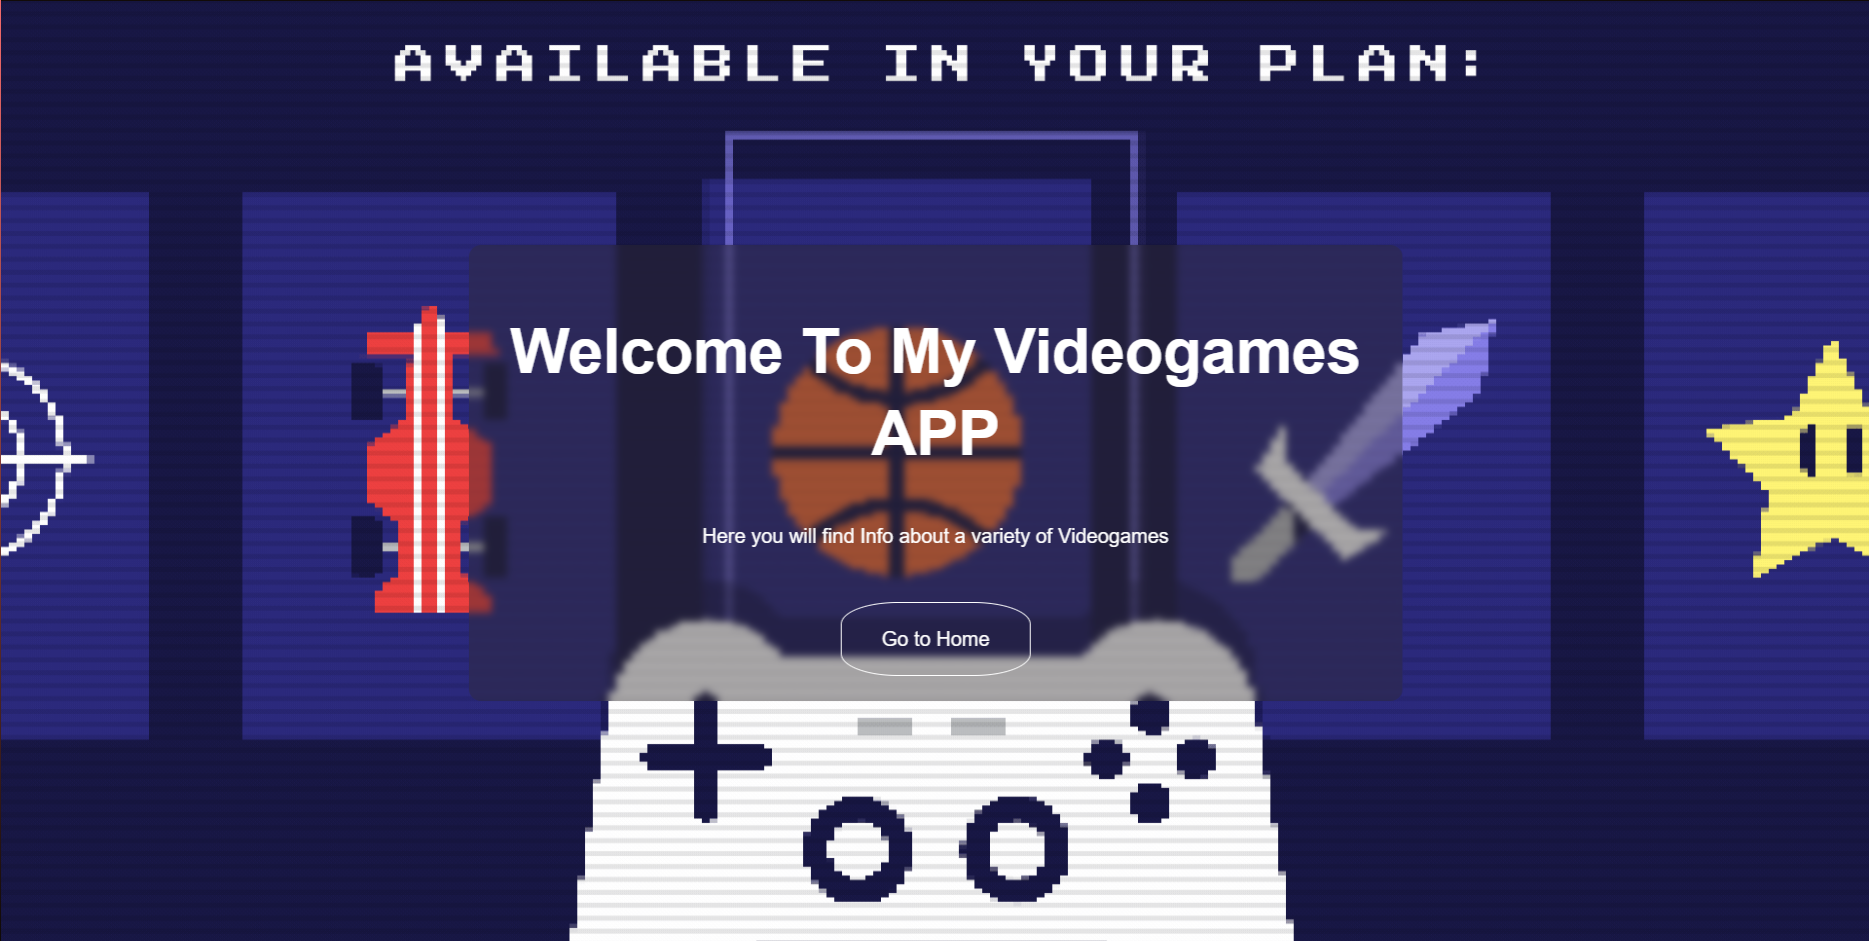 AVAILABLE IN YOUR PLAN:
Welcome To My Videogames
APP
Here you will find Info about a variety of Videogames
Go to Home